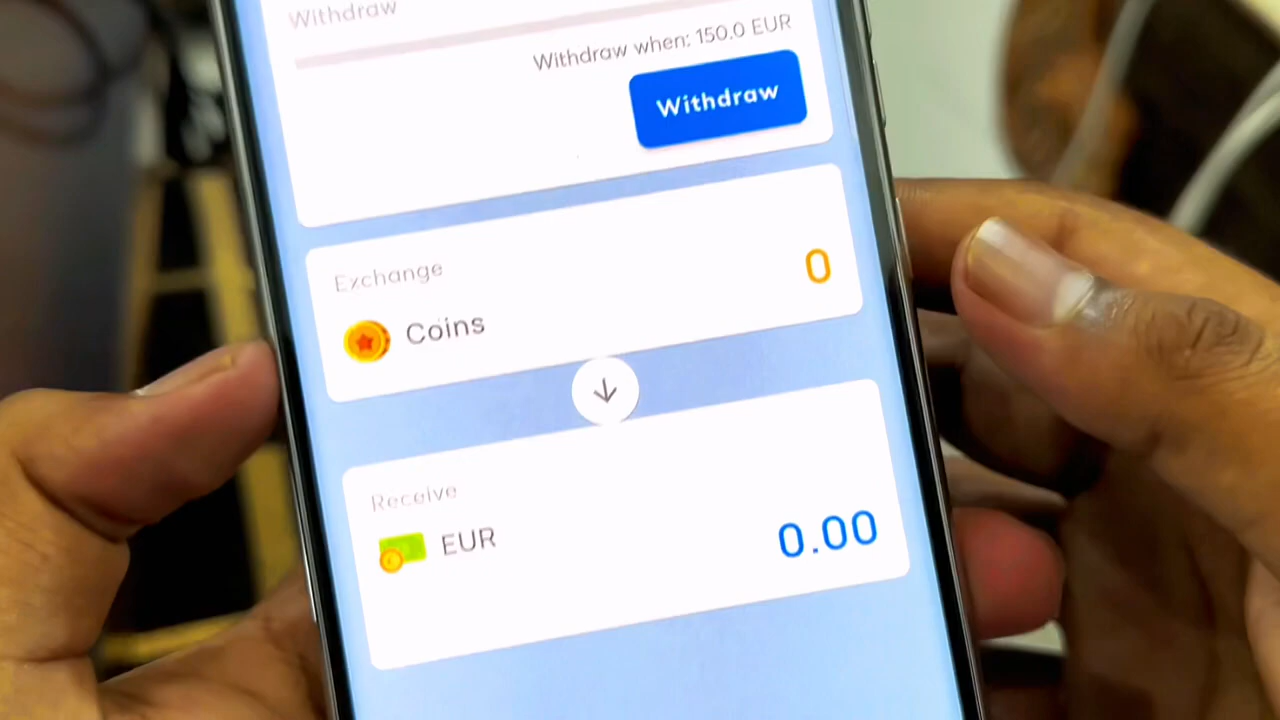 Withdraw
Withdraw when: 150.0 EUR
Withdraw
Exchange
0
Coins
Receive
EUR
0.00